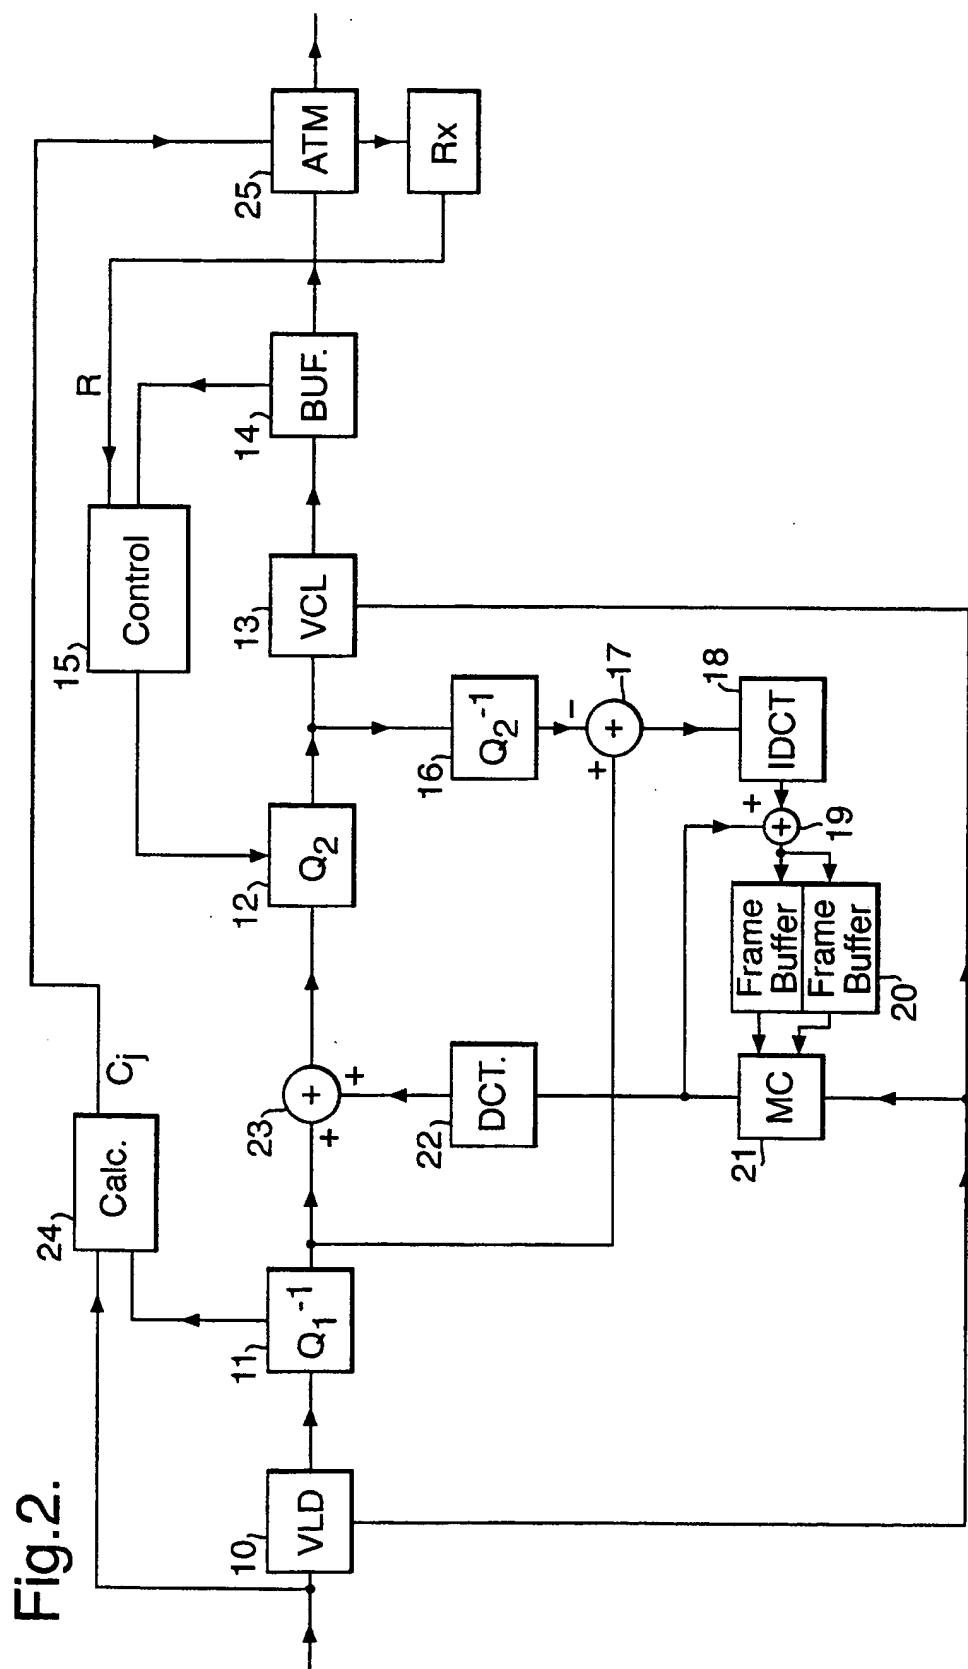 Fig.2.
24
Calc.
Cj
15
Control
R
10
VLD
11
Q1-1
23
+
+
+
12
Q2
13
VCL
14
BUF.
25
ATM
Rx
22
DCT.
16
Q2-1
−
+
+
17
18
IDCT
+
+
19
21
MC
Frame
Buffer
Frame
Buffer
20